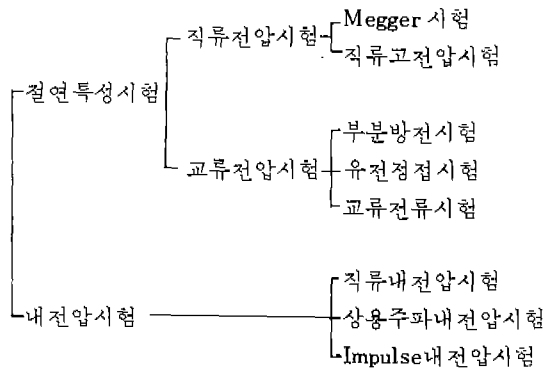 Megger 시험
직류전압시험
직류고전압시험
절연특성시험
부분방전시험
교류전압시험
유전정접시험
교류전류시험
직류내전압시험
내전압시험
상용주파내전압시험
Impulse내전압시험